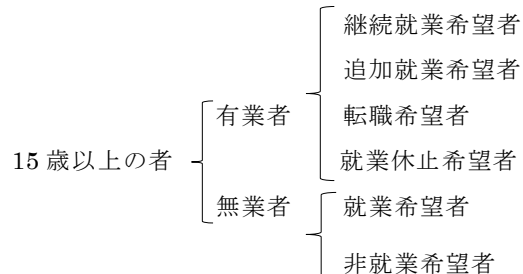 継続就業希望者
追加就業希望者
有業者
転職希望者
15歳以上の者
就業休止希望者
無業者
就業希望者
非就業希望者